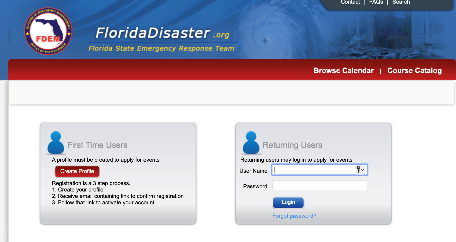 Contact | FAQs | Search
FDEM
FloridaDisaster.org
Florida State Emergency Response Team
Browse Calendar | Course Catalog
First Time Users
A profile must be created to apply for events
Create Profile
Registration is a 3 step process.
1. Create your profile
2. Receive email containing link to confirm registration
3. Follow that link to activate your account
Returning Users
Returning users may log in to apply for events
User Name
Password
Login
Forgot password?